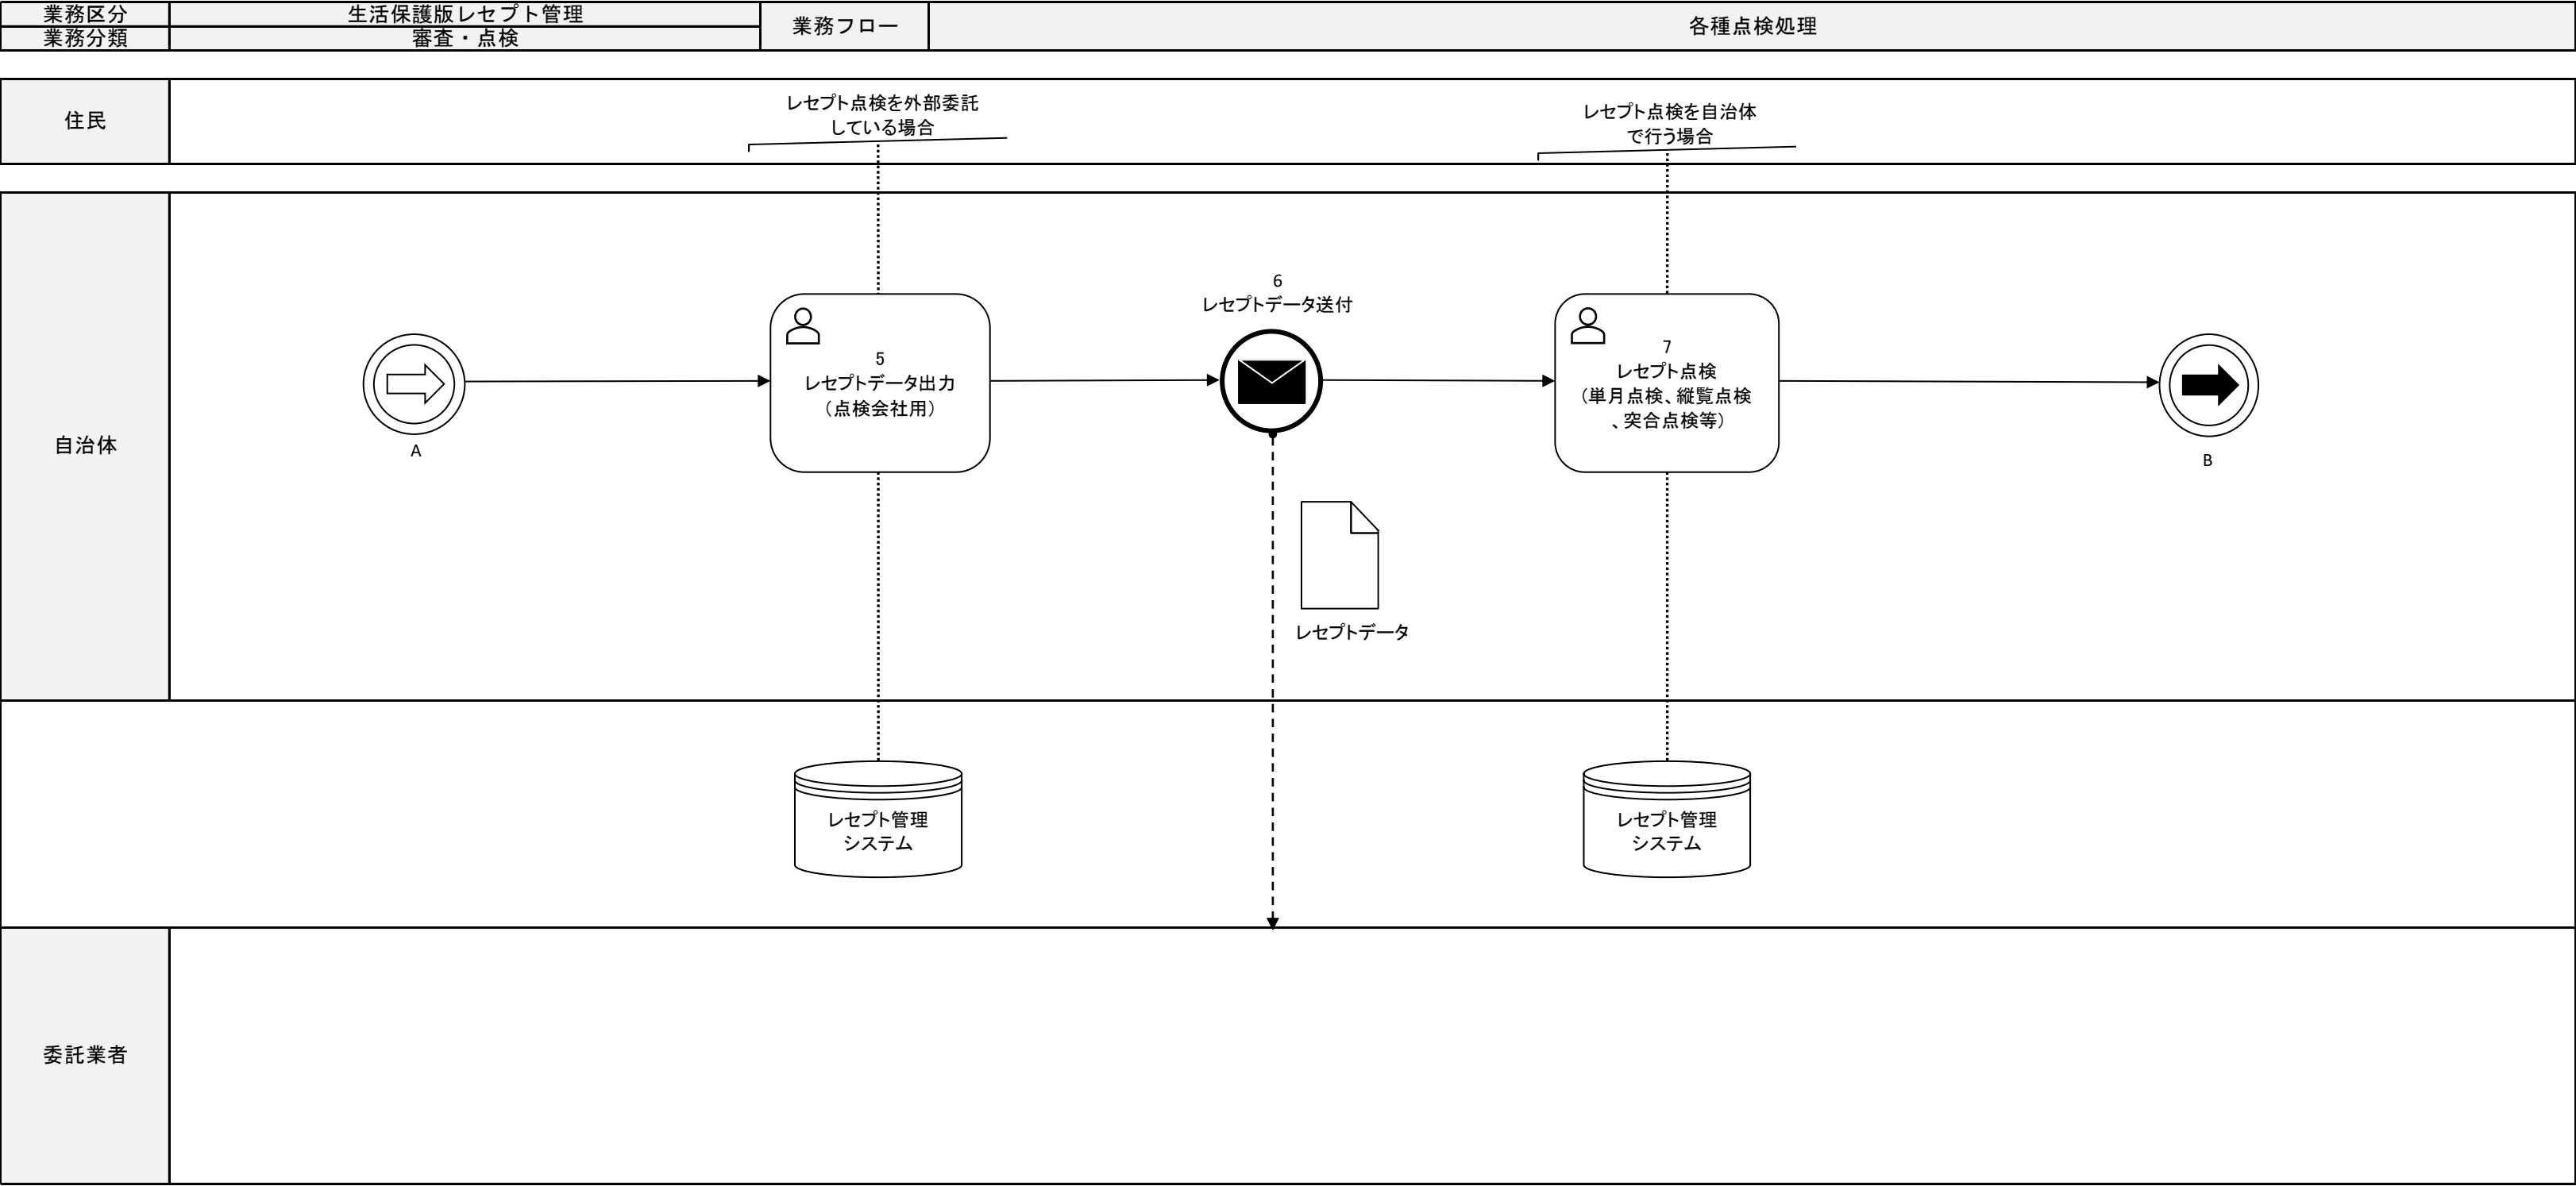 業務区分
生活保護版レセプト管理
業務フロー
各種点検処理
業務分類
審査・点検
住民
レセプト点検を外部委託
している場合
レセプト点検を自治体
で行う場合
自治体
A
5
レセプトデータ出力
（点検会社用）
6
レセプトデータ送付
レセプトデータ
7
レセプト点検
（単月点検、縦覧点検
、突合点検等）
B
レセプト管理
システム
レセプト管理
システム
委託業者